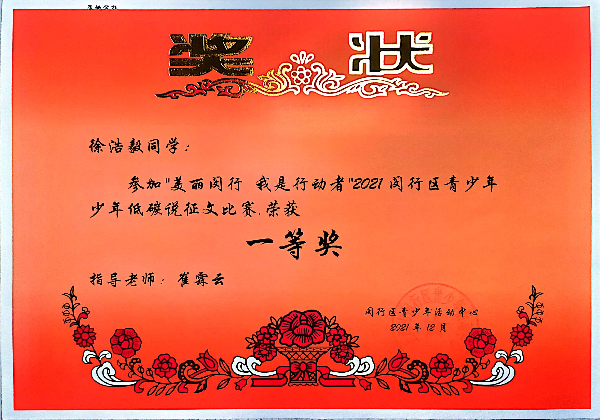 奖 状
徐浩毅同学：
参加"美丽闵行 我是行动者"2021闵行区青少年
少年低碳说征文比赛,荣获
一等奖
指导老师：崔霖云
闵行区青少年活动中心
2021年12月